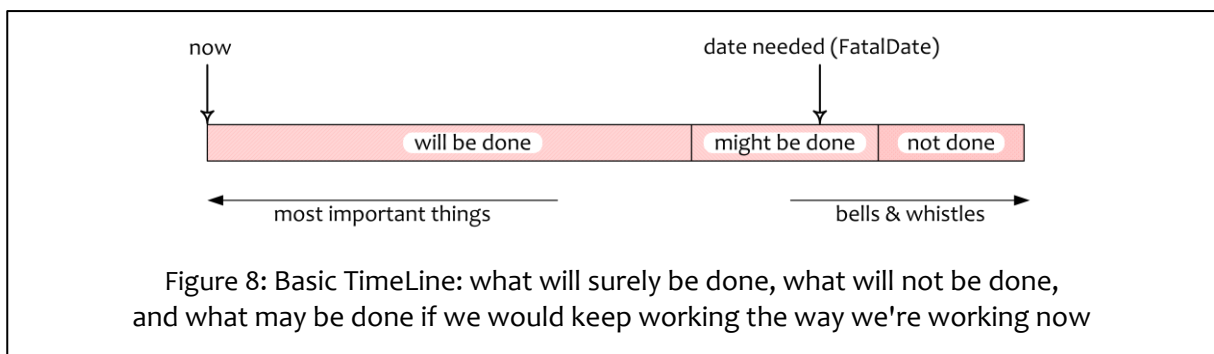 now
date needed (FatalDate)
will be done
might be done
not done
most important things
bells & whistles
Figure 8: Basic TimeLine: what will surely be done, what will not be done,
and what may be done if we would keep working the way we're working now